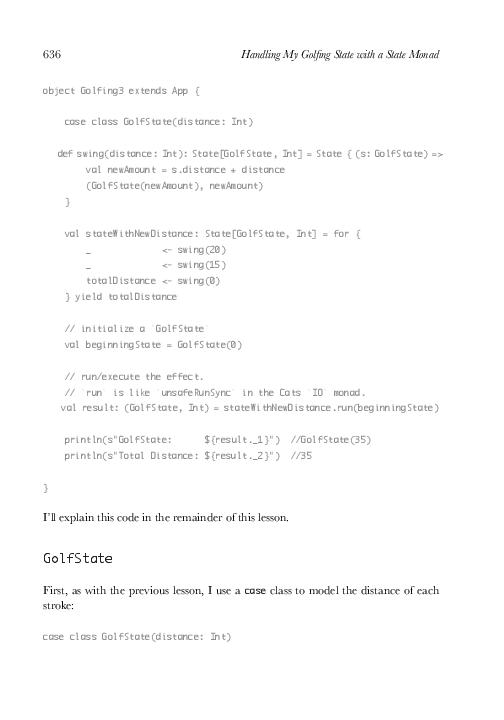 636 Handling My Golfing State with a State Monad
object Golfing3 extends App {
case class GolfState(distance: Int)
def swing(distance: Int): State[GolfState, Int] = State { (s: GolfState) =>
val newAmount = s.distance + distance
(GolfState(newAmount), newAmount)
}
val stateWithNewDistance: State[GolfState, Int] = for {
_ <- swing(20)
_ <- swing(15)
totalDistance <- swing(0)
} yield totalDistance
// initialize a `GolfState`
val beginningState = GolfState(0)
// run/execute the effect.
// `run` is like `unsafeRunSync` in the Cats `IO` monad.
val result: (GolfState, Int) = stateWithNewDistance.run(beginningState)
println(s"GolfState: ${result._1}") //GolfState(35)
println(s"Total Distance: ${result._2}") //35
}
I’ll explain this code in the remainder of this lesson.
GolfState
First, as with the previous lesson, I use a case class to model the distance of each
stroke:
case class GolfState(distance: Int)